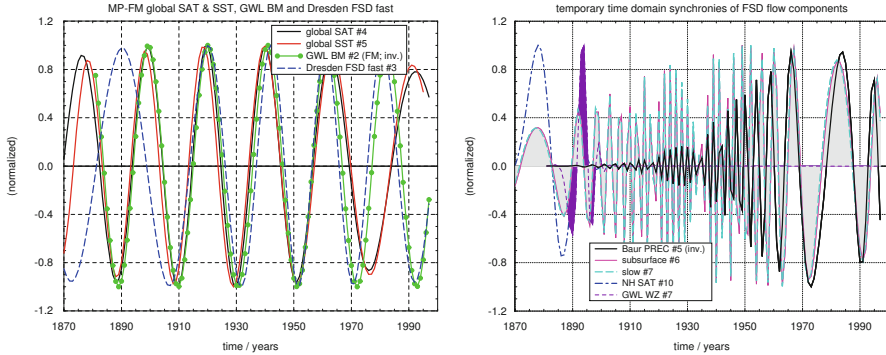 MP-FM global SAT & SST, GWL BM and Dresden FSD fast
1.2
0.8
0.4
0.0
-0.4
-0.8
-1.2
(normalized)
global SAT #4
global SST #5
GWL BM #2 (FM; inv.)
Dresden FSD fast #3
1870 1890 1910 1930 1950 1970 1990
time / years
temporary time domain synchronies of FSD flow components
1.2
0.8
0.4
0.0
-0.4
-0.8
-1.2
(normalized)
Baur PREC #5 (inv.)
subsurface #6
slow #7
NH SAT #10
GWL WZ #7
1870 1890 1910 1930 1950 1970 1990
time / years